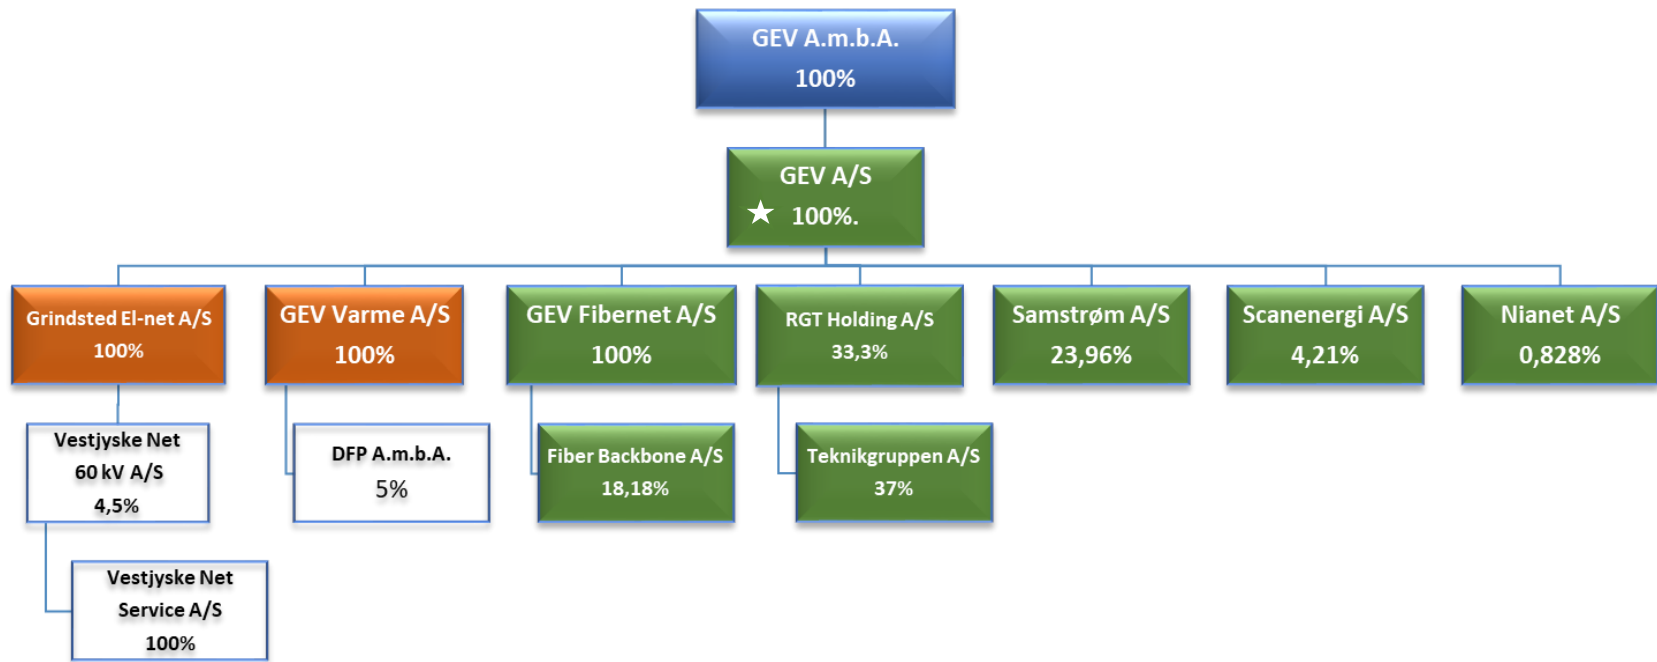 GEV A.m.b.A.
100%
GEV A/S
100%.
Grindsted El-net A/S
100%
GEV Varme A/S
100%
GEV Fibernet A/S
100%
RGT Holding A/S
33,3%
Samstrøm A/S
23,96%
Scanenergi A/S
4,21%
Nianet A/S
0,828%
Vestjyske Net
60 kV A/S
4,5%
DFP A.m.b.A.
5%
Fiber Backbone A/S
18,18%
Teknikgruppen A/S
37%
Vestjyske Net
Service A/S
100%